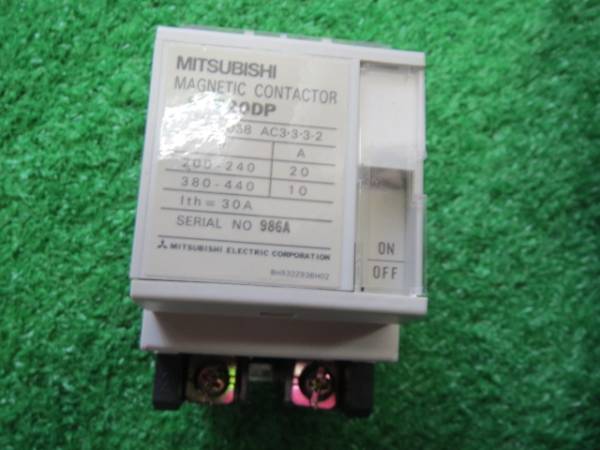 MITSUBISHI
MAGNETIC CONTACTOR
20DP
AC3-3-3-2
A
200-240 20
380-440 10
Ith = 30A
SERIAL NO 986A
MITSUBISHI ELECTRIC CORPORATION
ON
OFF